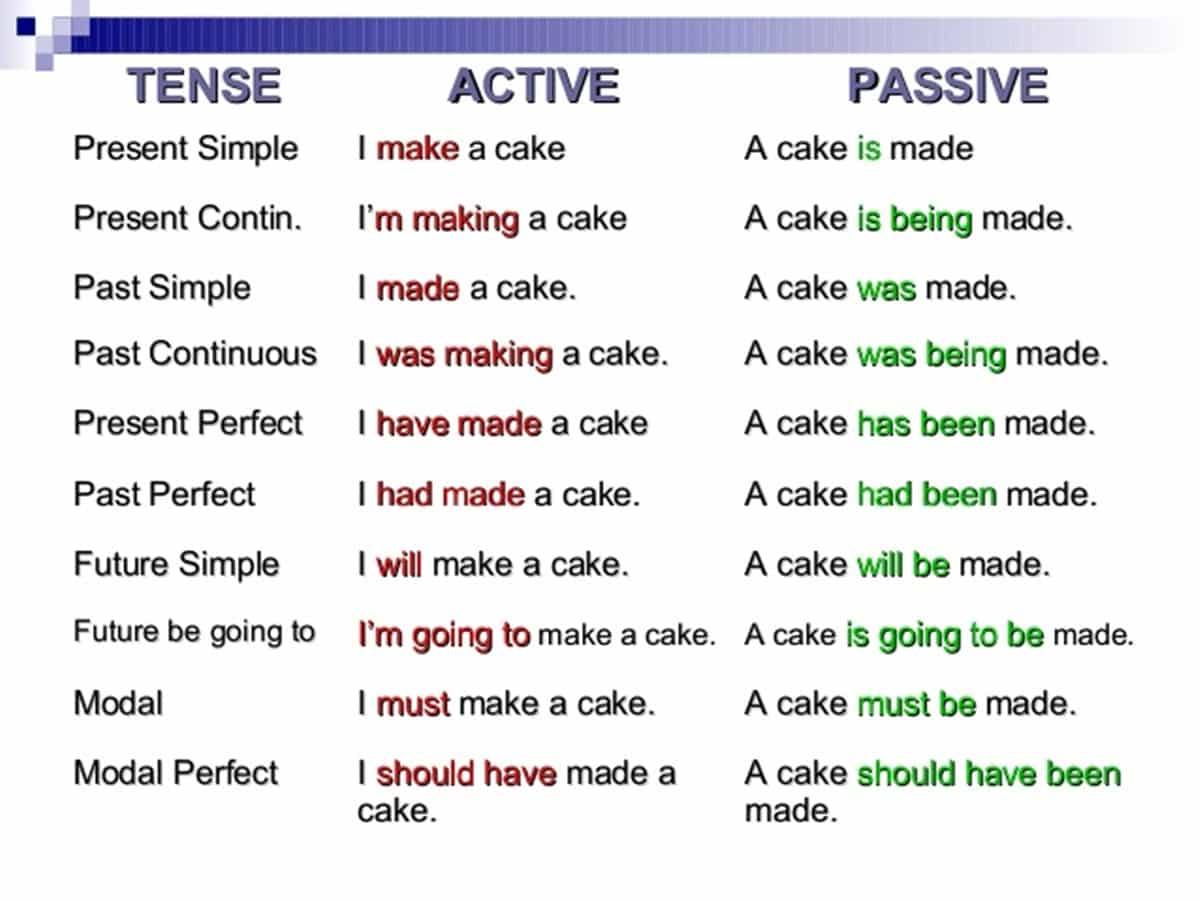 TENSE ACTIVE PASSIVE
Present Simple I make a cake A cake is made
Present Contin. I’m making a cake A cake is being made.
Past Simple I made a cake. A cake was made.
Past Continuous I was making a cake. A cake was being made.
Present Perfect I have made a cake A cake has been made.
Past Perfect I had made a cake. A cake had been made.
Future Simple I will make a cake. A cake will be made.
Future be going to I’m going to make a cake. A cake is going to be made.
Modal I must make a cake. A cake must be made.
Modal Perfect I should have made a A cake should have been
cake. made.